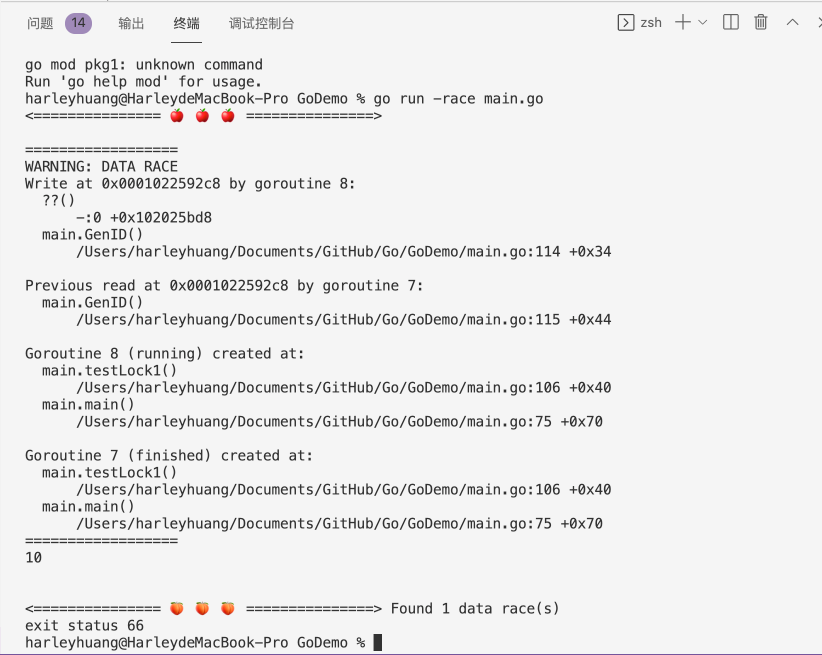 问题 14 输出 终端 调试控制台 zsh
go mod pkg1: unknown command
Run 'go help mod' for usage.
harleyhuang@HarleydeMacBook-Pro GoDemo % go run -race main.go
<=============== 🍎 🍎 🍎 ===============>
==================
WARNING: DATA RACE
Write at 0x0001022592c8 by goroutine 8:
  ??()
      -:0 +0x102025bd8
  main.GenID()
      /Users/harleyhuang/Documents/GitHub/Go/GoDemo/main.go:114 +0x34
Previous read at 0x0001022592c8 by goroutine 7:
  main.GenID()
      /Users/harleyhuang/Documents/GitHub/Go/GoDemo/main.go:115 +0x44
Goroutine 8 (running) created at:
  main.testLock1()
      /Users/harleyhuang/Documents/GitHub/Go/GoDemo/main.go:106 +0x40
  main.main()
      /Users/harleyhuang/Documents/GitHub/Go/GoDemo/main.go:75 +0x70
Goroutine 7 (finished) created at:
  main.testLock1()
      /Users/harleyhuang/Documents/GitHub/Go/GoDemo/main.go:106 +0x40
  main.main()
      /Users/harleyhuang/Documents/GitHub/Go/GoDemo/main.go:75 +0x70
==================
10
<=============== 🍑 🍑 🍑 ===============> Found 1 data race(s)
exit status 66
harleyhuang@HarleydeMacBook-Pro GoDemo %